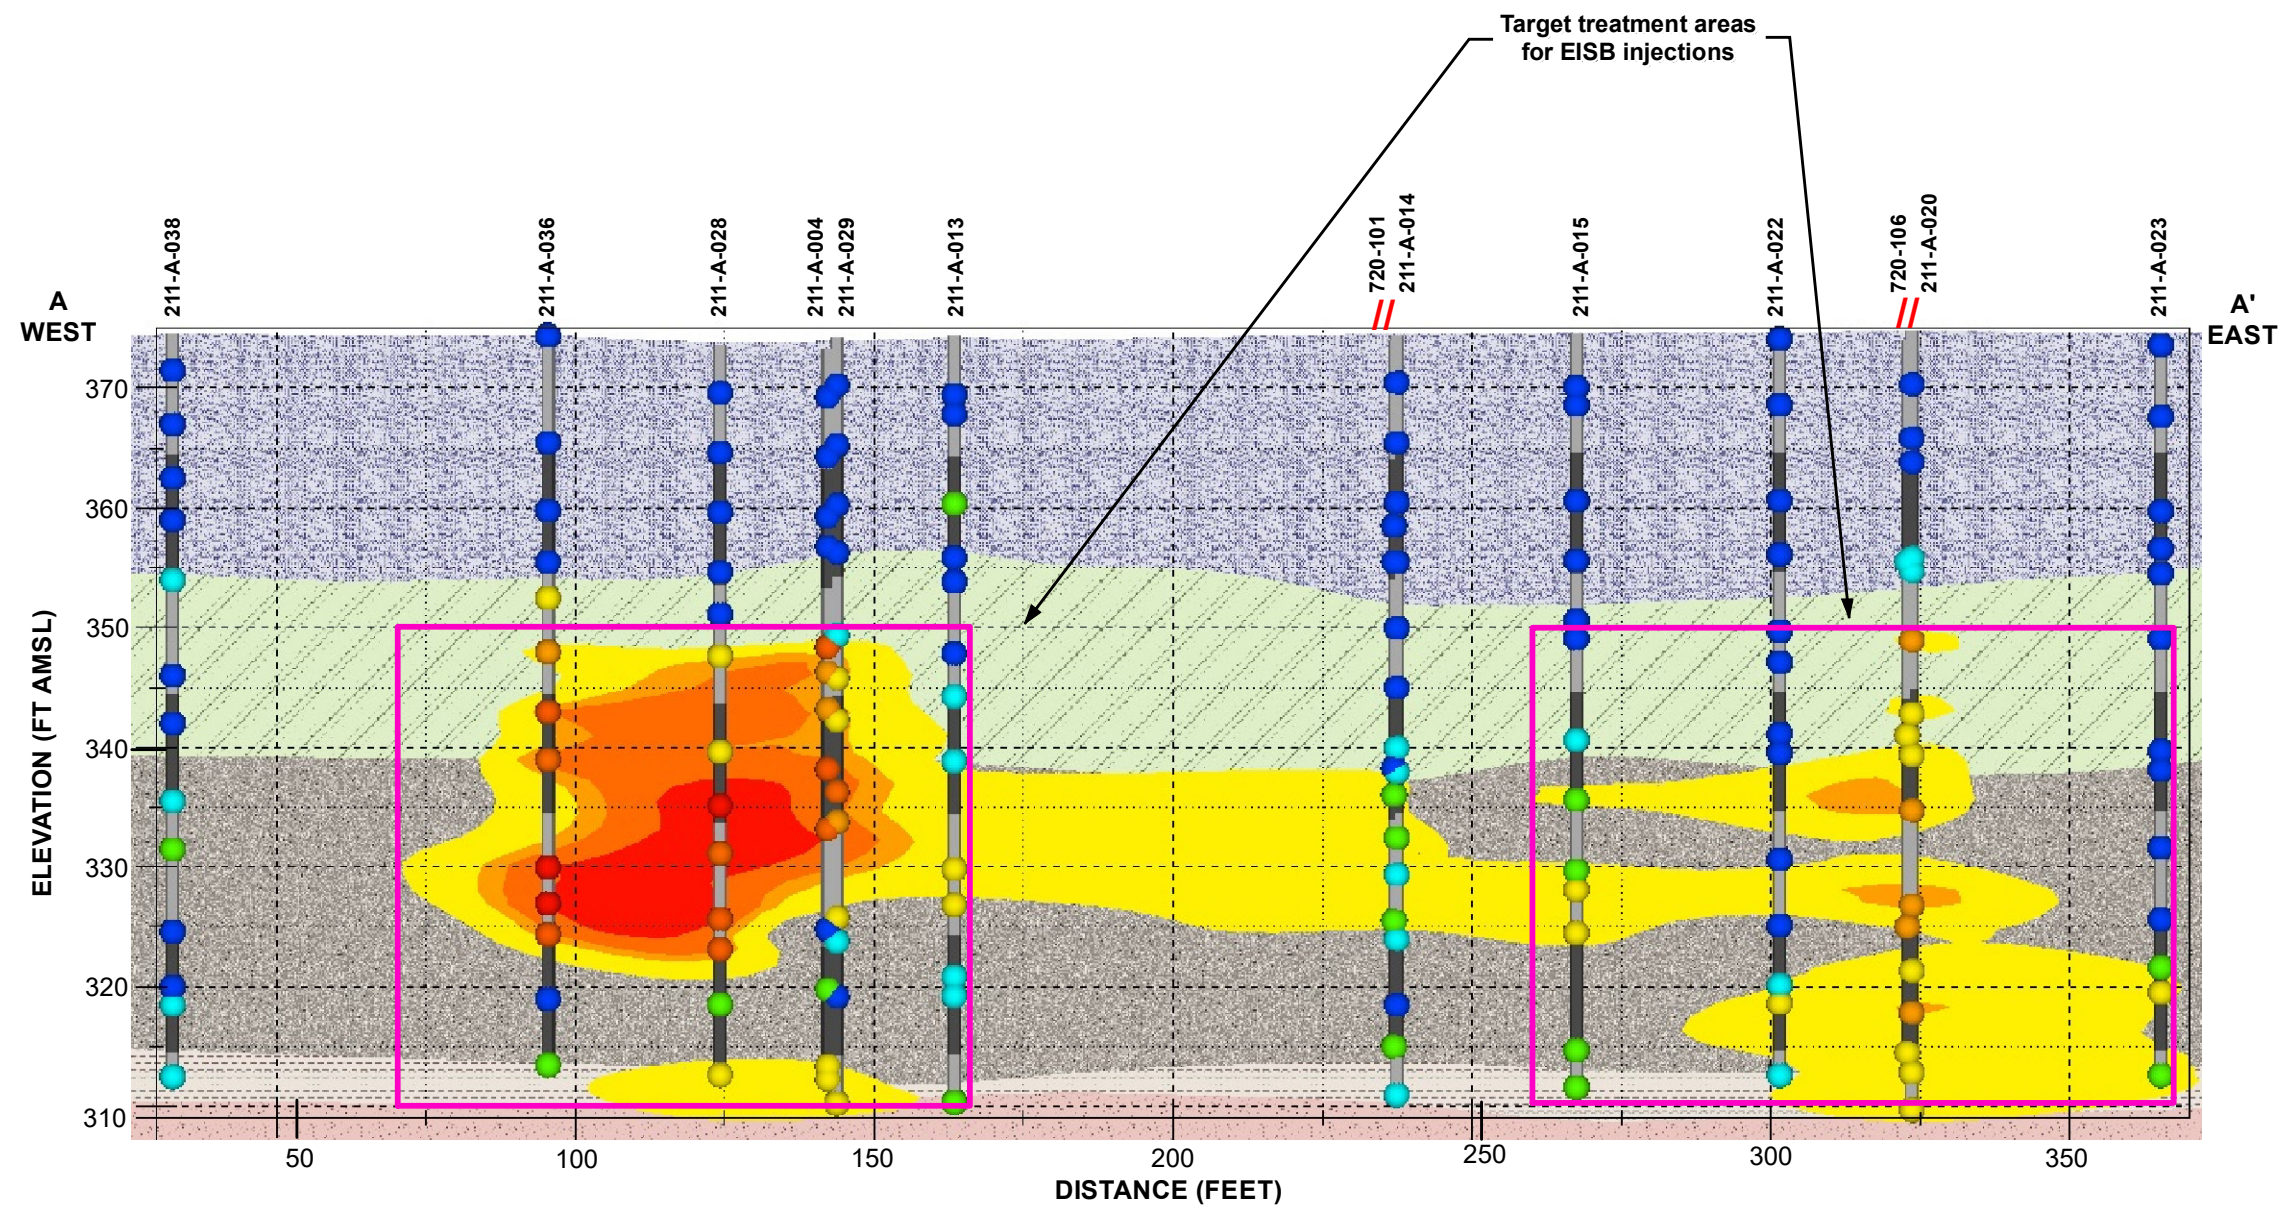 Target treatment areas
for EISB injections
211-A-038
211-A-036
211-A-028
211-A-004
211-A-029
211-A-013
720-101
211-A-014
211-A-015
211-A-022
720-106
211-A-020
211-A-023
A
WEST
A'
EAST
ELEVATION (FT AMSL)
370
360
350
340
330
320
310
50
100
150
200
250
300
350
DISTANCE (FEET)